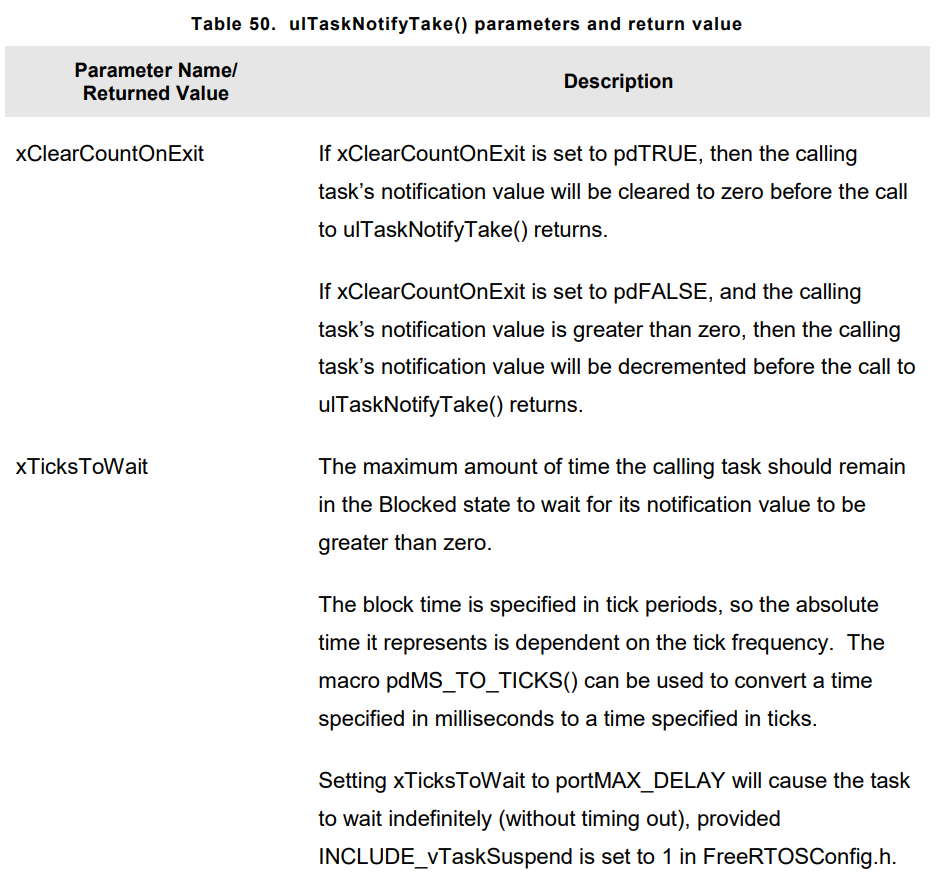 Table 50. ulTaskNotifyTake() parameters and return value
Parameter Name/
Returned Value
Description
xClearCountOnExit
If xClearCountOnExit is set to pdTRUE, then the calling
task’s notification value will be cleared to zero before the call
to ulTaskNotifyTake() returns.
If xClearCountOnExit is set to pdFALSE, and the calling
task’s notification value is greater than zero, then the calling
task’s notification value will be decremented before the call to
ulTaskNotifyTake() returns.
xTicksToWait
The maximum amount of time the calling task should remain
in the Blocked state to wait for its notification value to be
greater than zero.
The block time is specified in tick periods, so the absolute
time it represents is dependent on the tick frequency. The
macro pdMS_TO_TICKS() can be used to convert a time
specified in milliseconds to a time specified in ticks.
Setting xTicksToWait to portMAX_DELAY will cause the task
to wait indefinitely (without timing out), provided
INCLUDE_vTaskSuspend is set to 1 in FreeRTOSConfig.h.